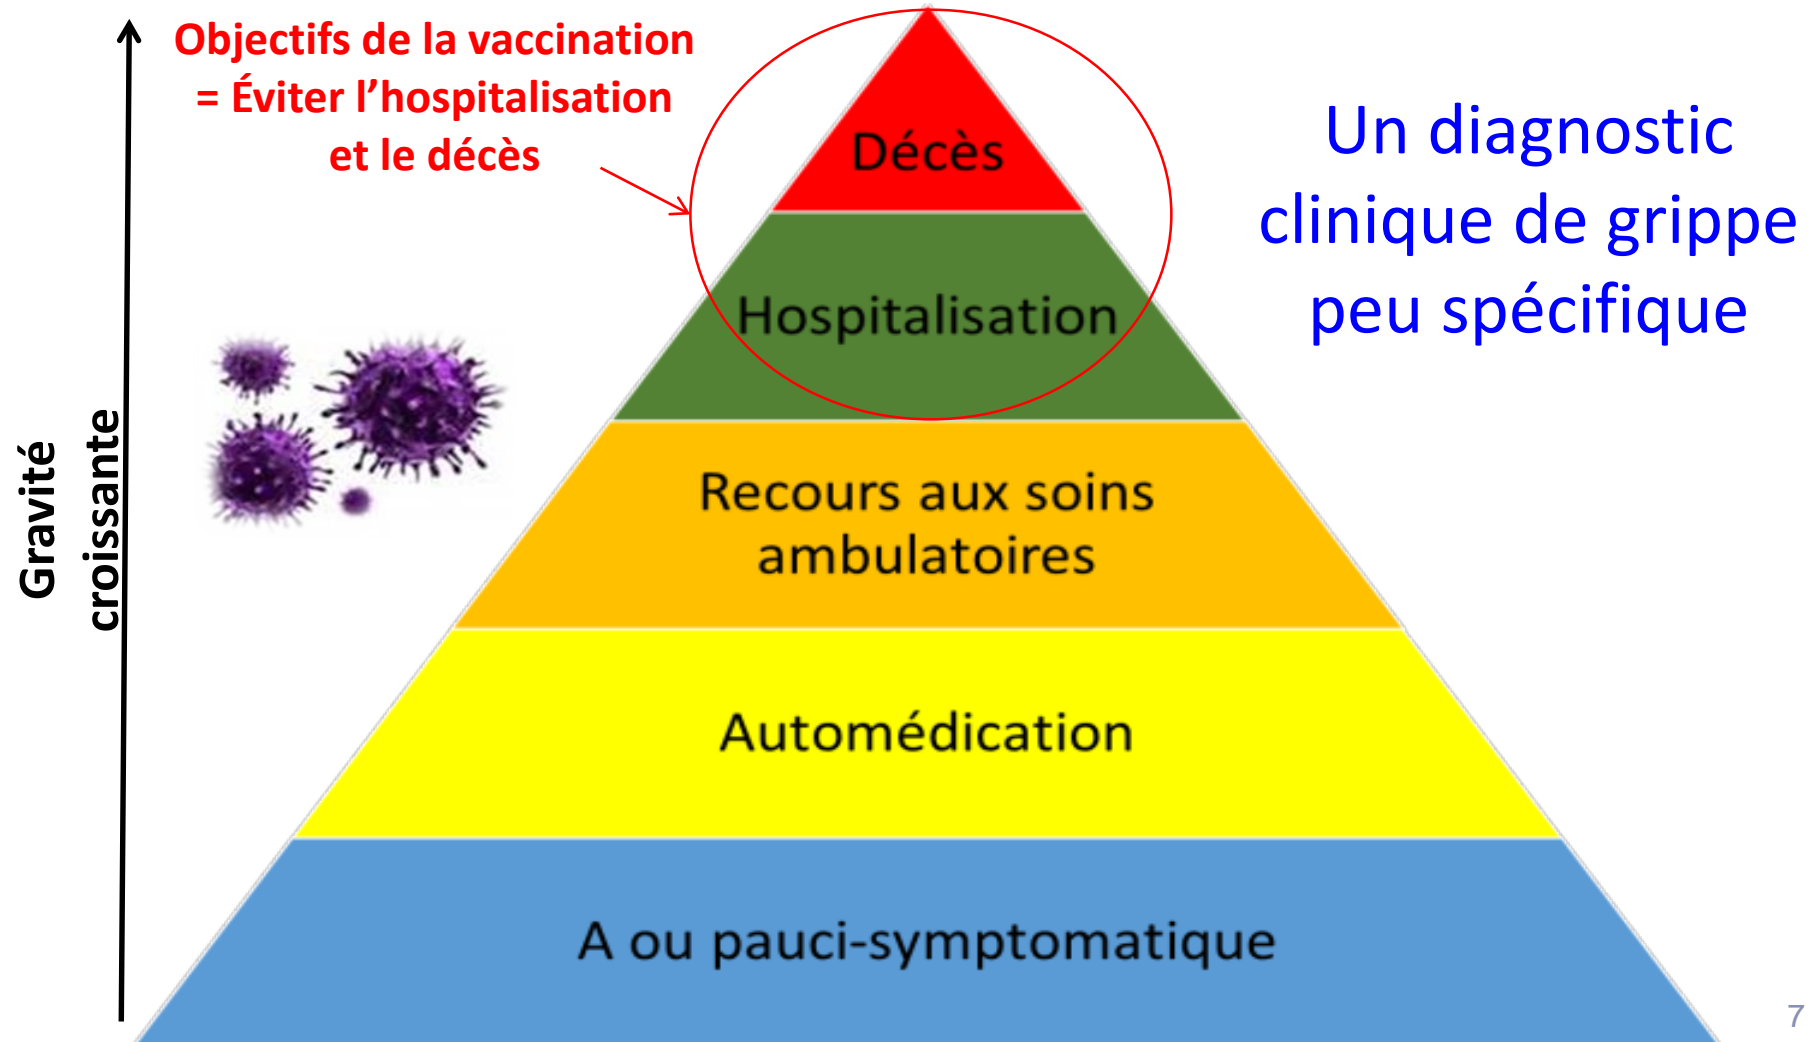 Objectifs de la vaccination
= Éviter l’hospitalisation
et le décès
Un diagnostic
clinique de grippe
peu spécifique
Gravité
croissante
Décès
Hospitalisation
Recours aux soins
ambulatoires
Automédication
A ou pauci-symptomatique
7